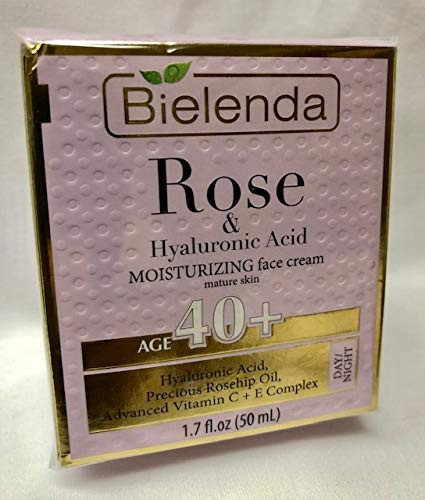 Bielenda
Rose
&
Hyaluronic Acid
MOISTURIZING face cream
mature skin
AGE 40+
Hyaluronic Acid,
Precious Rosehip Oil,
Advanced Vitamin C + E Complex
DAY/
NIGHT
1.7 fl.oz (50 mL)